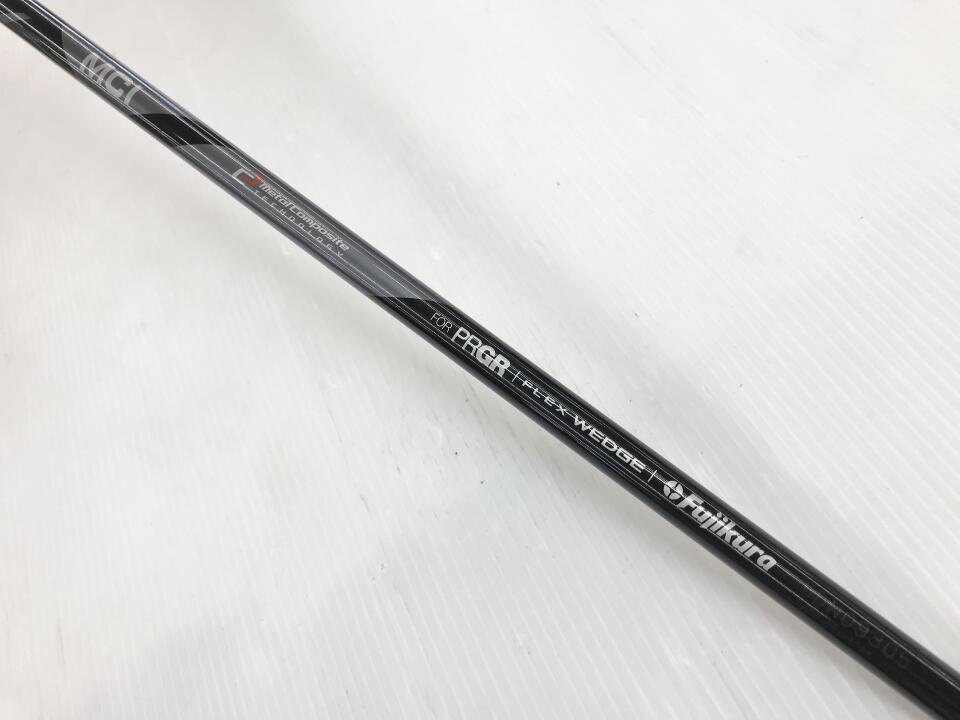 MCI
Metal Composite
TECHNOLOGY
FOR PRGR | FLEX WEDGE | Fujikura